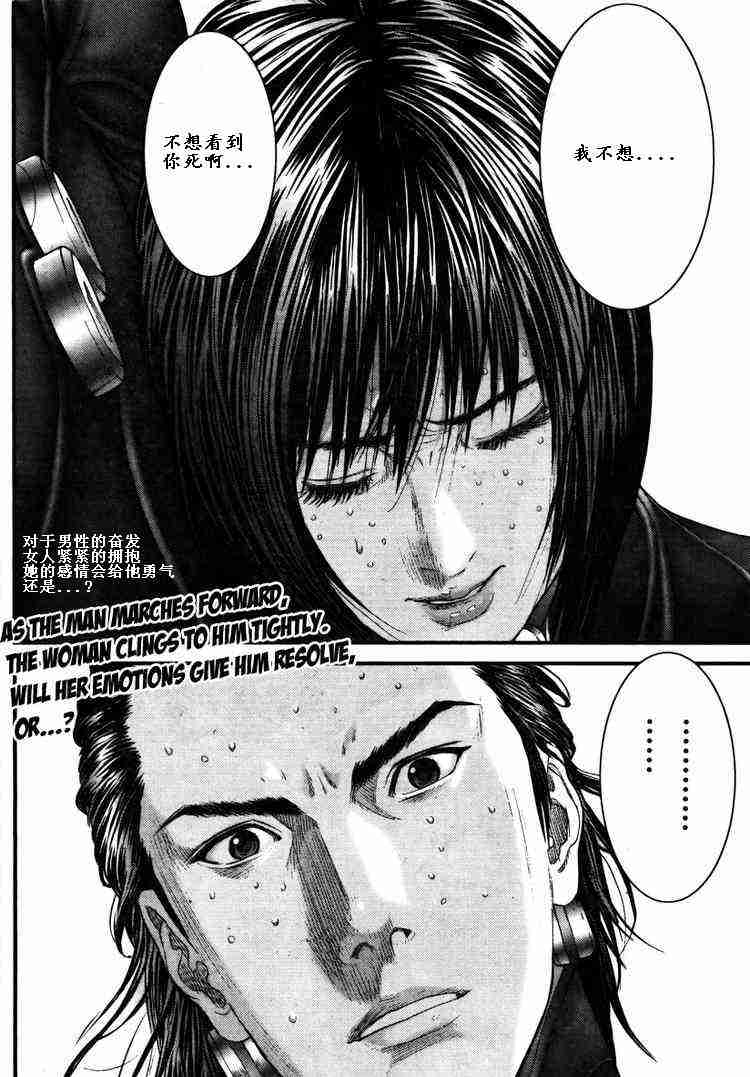 我不想....
不想看到
你死啊...
对于男性的奋发
女人紧紧的拥抱
她的感情会给他勇气
还是...?
AS THE MAN MARCHES FORWARD,
THE WOMAN CLINGS TO HIM TIGHTLY.
WILL HER EMOTIONS GIVE HIM RESOLVE,
OR...?
............